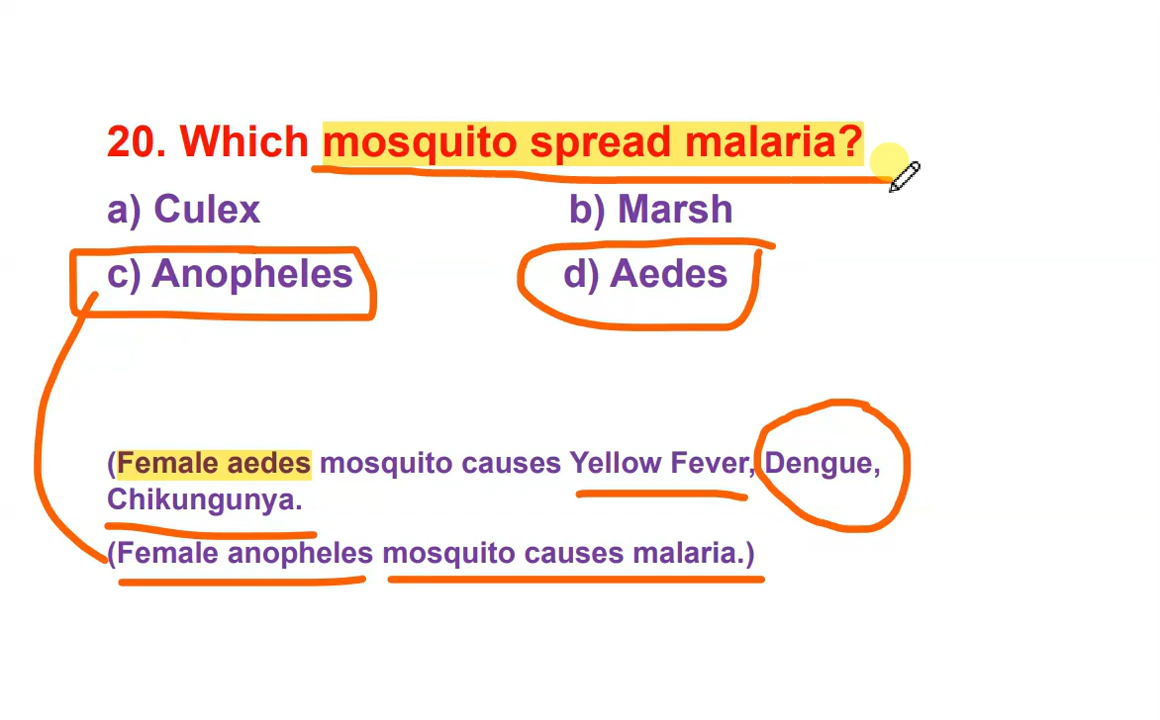 20. Which mosquito spread malaria?
a) Culex b) Marsh
c) Anopheles d) Aedes
(Female aedes mosquito causes Yellow Fever, Dengue,
Chikungunya.
(Female anopheles mosquito causes malaria.)